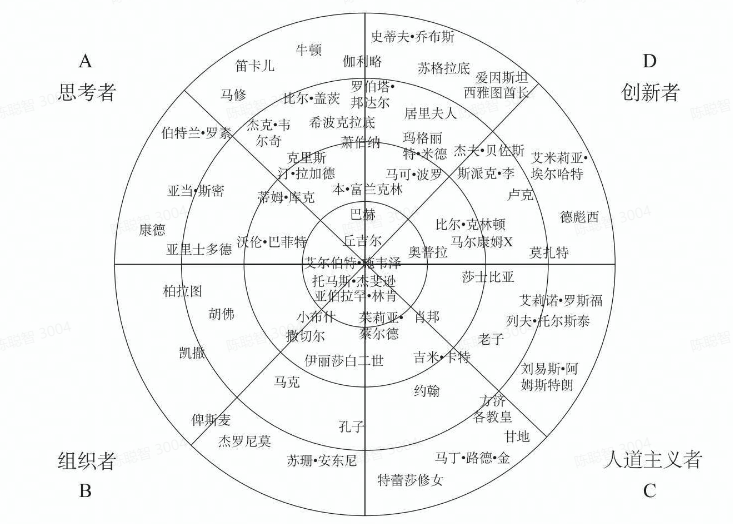 史蒂夫•乔布斯
A
D
牛顿
伽利略
笛卡儿
苏格拉底
爱因斯坦
西雅图酋长
思考者
创新者
马修
比尔•盖茨
罗伯塔•
邦达尔
居里夫人
希波克拉底
杰克•韦
尔奇
伯特兰•罗素
萧伯纳
玛格丽
特•米德
杰夫•贝佐斯
克里斯
汀•拉加德
艾米莉亚•
埃尔哈特
马可•波罗
斯派克•李
亚当•斯密
蒂姆•库克
本•富兰克林
卢克
巴赫
德彪西
康德
比尔•克林顿
马尔康姆X
沃伦•巴菲特
丘吉尔
亚里士多德
奥普拉
莫扎特
艾尔伯特•施韦泽
莎士比亚
托马斯•杰斐逊
亚伯拉罕•林肯
柏拉图
艾莉诺•罗斯福
胡佛
小布什
茱莉亚•
蔡尔德
肖邦
列夫•托尔斯泰
撒切尔
老子
凯撒
伊丽莎白二世
吉米•卡特
刘易斯•阿
姆斯特朗
马克
约翰
方济
各教皇
俾斯麦
孔子
甘地
杰罗尼莫
组织者
苏珊•安东尼
马丁•路德•金
人道主义者
特蕾莎修女
B
C